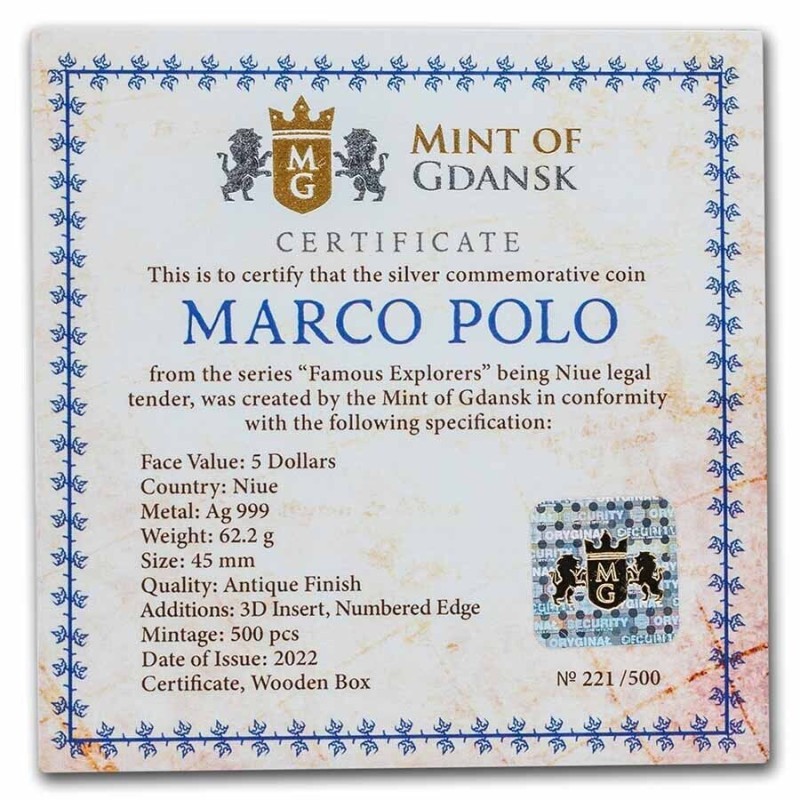 M
G
MINT OF
GDANSK
CERTIFICATE
This is to certify that the silver commemorative coin
MARCO POLO
from the series “Famous Explorers” being Niue legal
tender, was created by the Mint of Gdansk in conformity
with the following specification:
Face Value: 5 Dollars
Country: Niue
Metal: Ag 999
Weight: 62.2 g
Size: 45 mm
Quality: Antique Finish
Additions: 3D Insert, Numbered Edge
Mintage: 500 pcs
Date of Issue: 2022
Certificate, Wooden Box
SECURITY
M
G
ORYGINAŁ
№ 221 /500